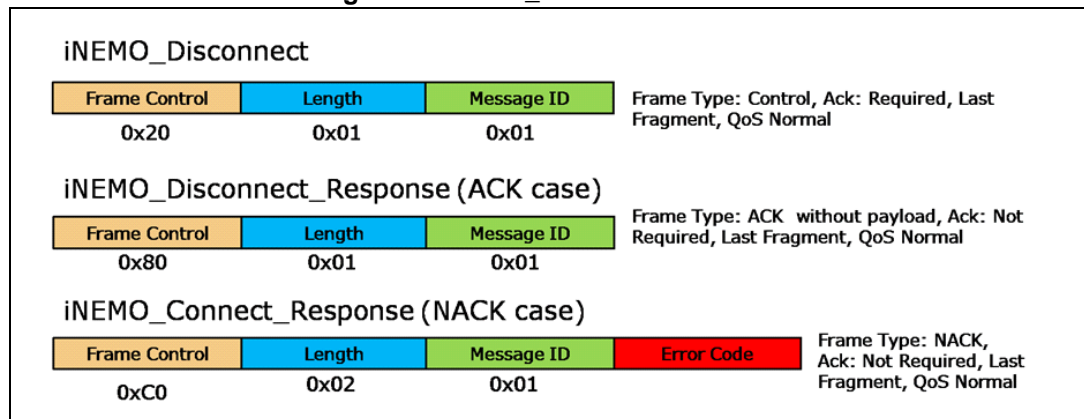 iNEMO_Disconnect
Frame Control Length Message ID
0x20 0x01 0x01
Frame Type: Control, Ack: Required, Last
Fragment, QoS Normal
iNEMO_Disconnect_Response (ACK case)
Frame Control Length Message ID
0x80 0x01 0x01
Frame Type: ACK without payload, Ack: Not
Required, Last Fragment, QoS Normal
iNEMO_Connect_Response (NACK case)
Frame Control Length Message ID Error Code
0xC0 0x02 0x01
Frame Type: NACK,
Ack: Not Required, Last
Fragment, QoS Normal